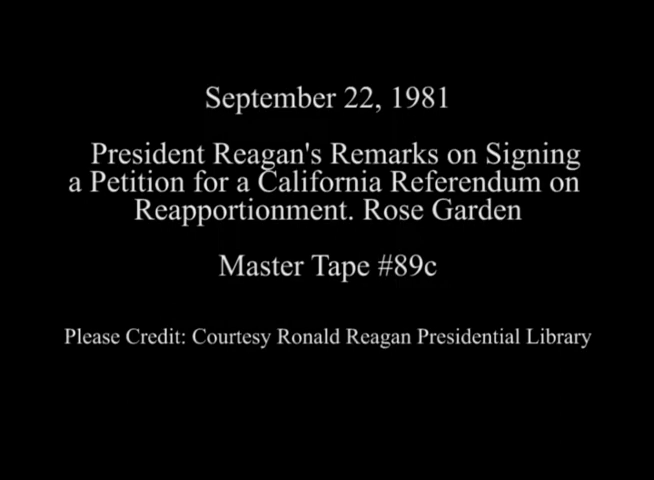 September 22, 1981
President Reagan's Remarks on Signing
a Petition for a California Referendum on
Reapportionment. Rose Garden
Master Tape #89c
Please Credit: Courtesy Ronald Reagan Presidential Library